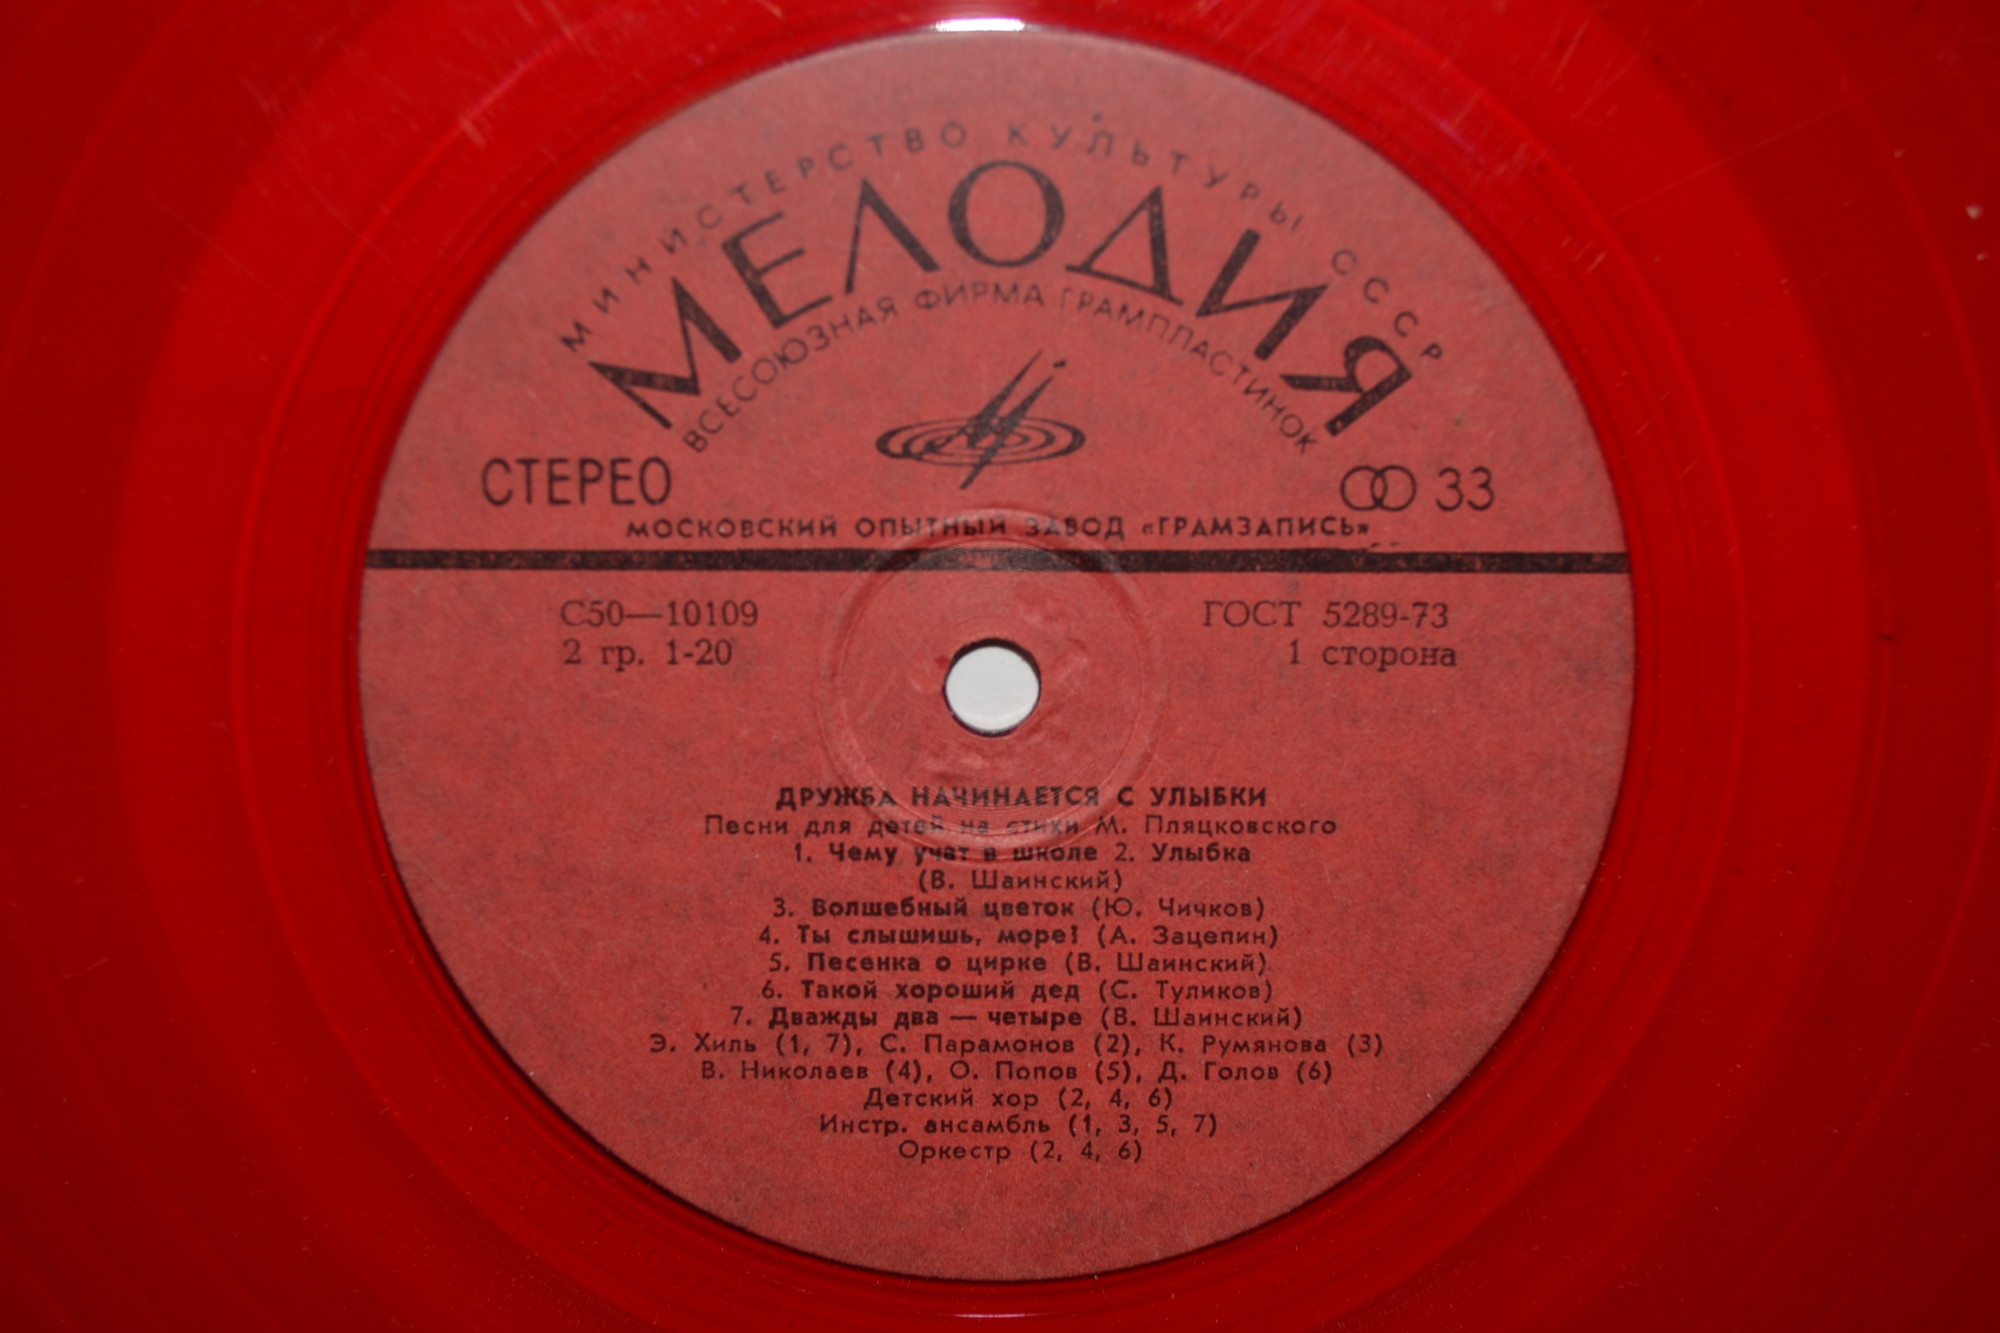 МИНИСТЕРСТВО КУЛЬТУРЫ СССР
МЕЛОДИЯ
ВСЕСОЮЗНАЯ ФИРМА ГРАМПЛАСТИНОК
СТЕРЕО
33
МОСКОВСКИЙ ОПЫТНЫЙ ЗАВОД «ГРАМЗАПИСЬ»
С50—10109
ГОСТ 5289-73
2 гр. 1-20
1 сторона
ДРУЖБА НАЧИНАЕТСЯ С УЛЫБКИ
Песни для детей на стихи М. Пляцковского
1. Чему учат в школе 2. Улыбка
(В. Шаинский)
3. Волшебный цветок (Ю. Чичков)
4. Ты слышишь, море! (А. Зацепин)
5. Песенка о цирке (В. Шаинский)
6. Такой хороший дед (С. Туликов)
7. Дважды два — четыре (В. Шаинский)
Э. Хиль (1, 7), С. Парамонов (2), К. Румянова (3)
В. Николаев (4), О. Попов (5), Д. Голов (6)
Детский хор (2, 4, 6)
Инстр. ансамбль (1, 3, 5, 7)
Оркестр (2, 4, 6)